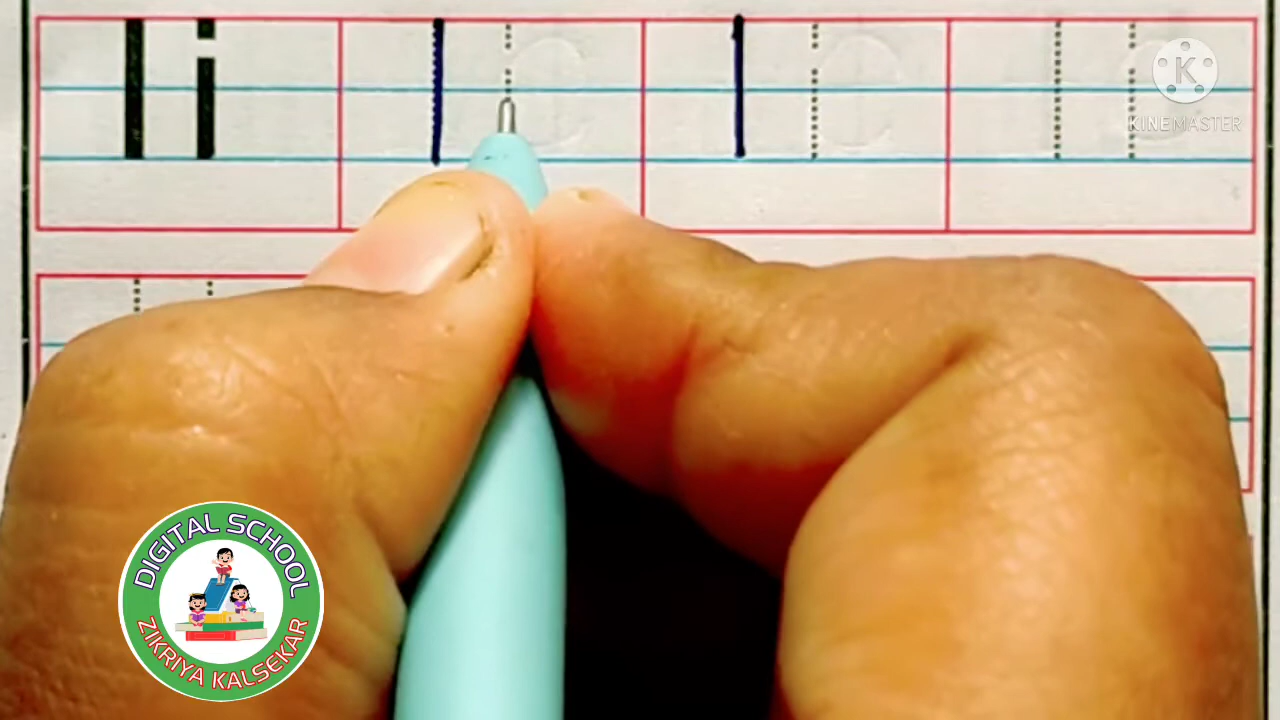 I i I i I i I i
K
KINEMASTER
DIGITAL SCHOOL
ZIKRIYA KALSEKAR